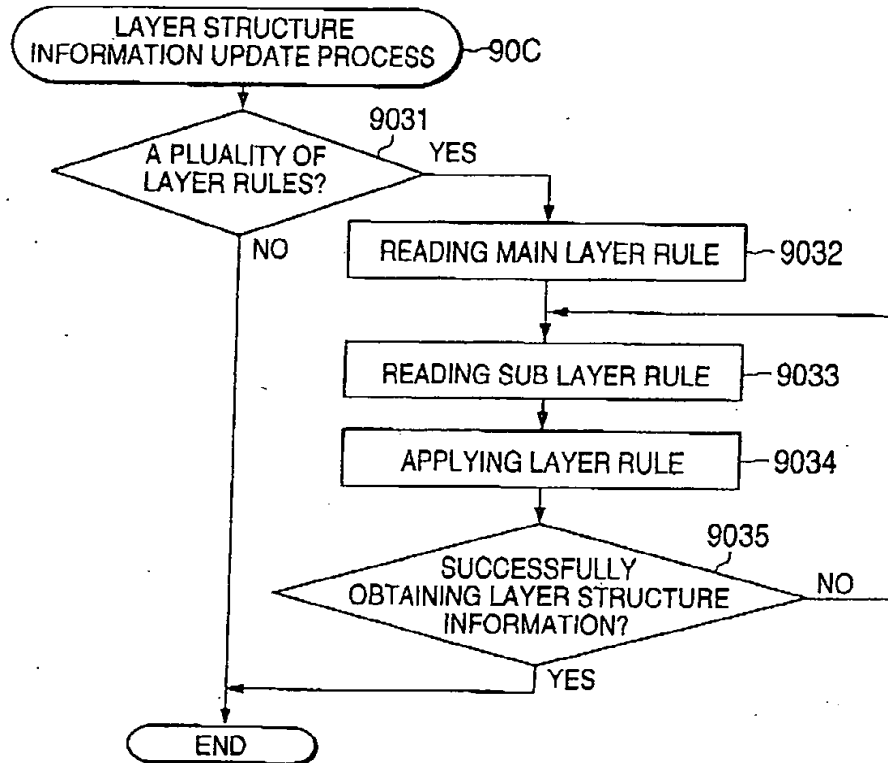 LAYER STRUCTURE
INFORMATION UPDATE PROCESS
90C
9031
A PLUALITY OF
LAYER RULES?
YES
NO
READING MAIN LAYER RULE
9032
READING SUB LAYER RULE
9033
APPLYING LAYER RULE
9034
9035
SUCCESSFULLY
OBTAINING LAYER STRUCTURE
INFORMATION?
NO
YES
END